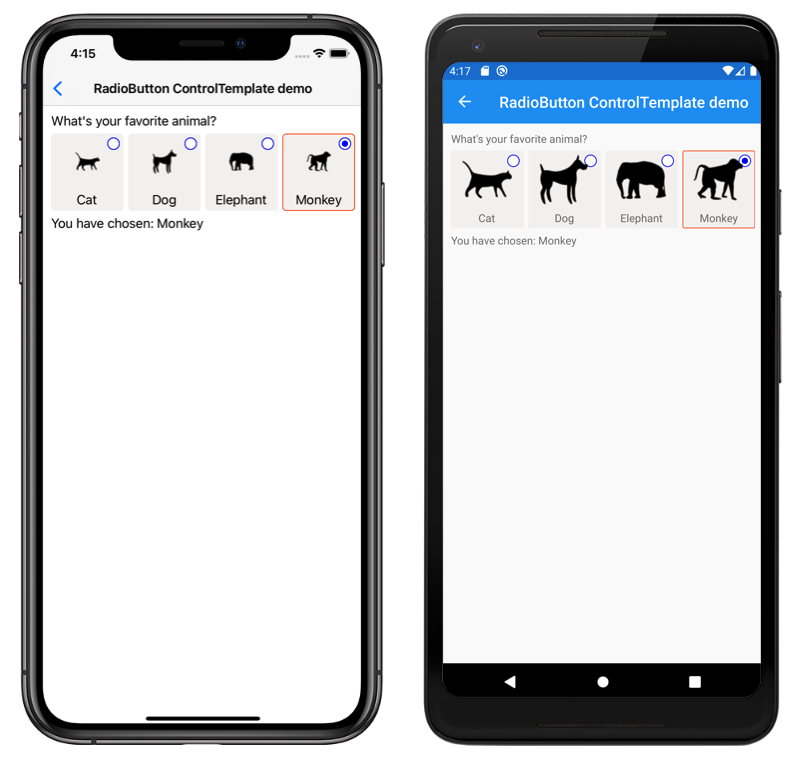 4:15
RadioButton ControlTemplate demo
What's your favorite animal?
Cat Dog Elephant Monkey
You have chosen: Monkey
4:17
RadioButton ControlTemplate demo
What's your favorite animal?
Cat Dog Elephant Monkey
You have chosen: Monkey